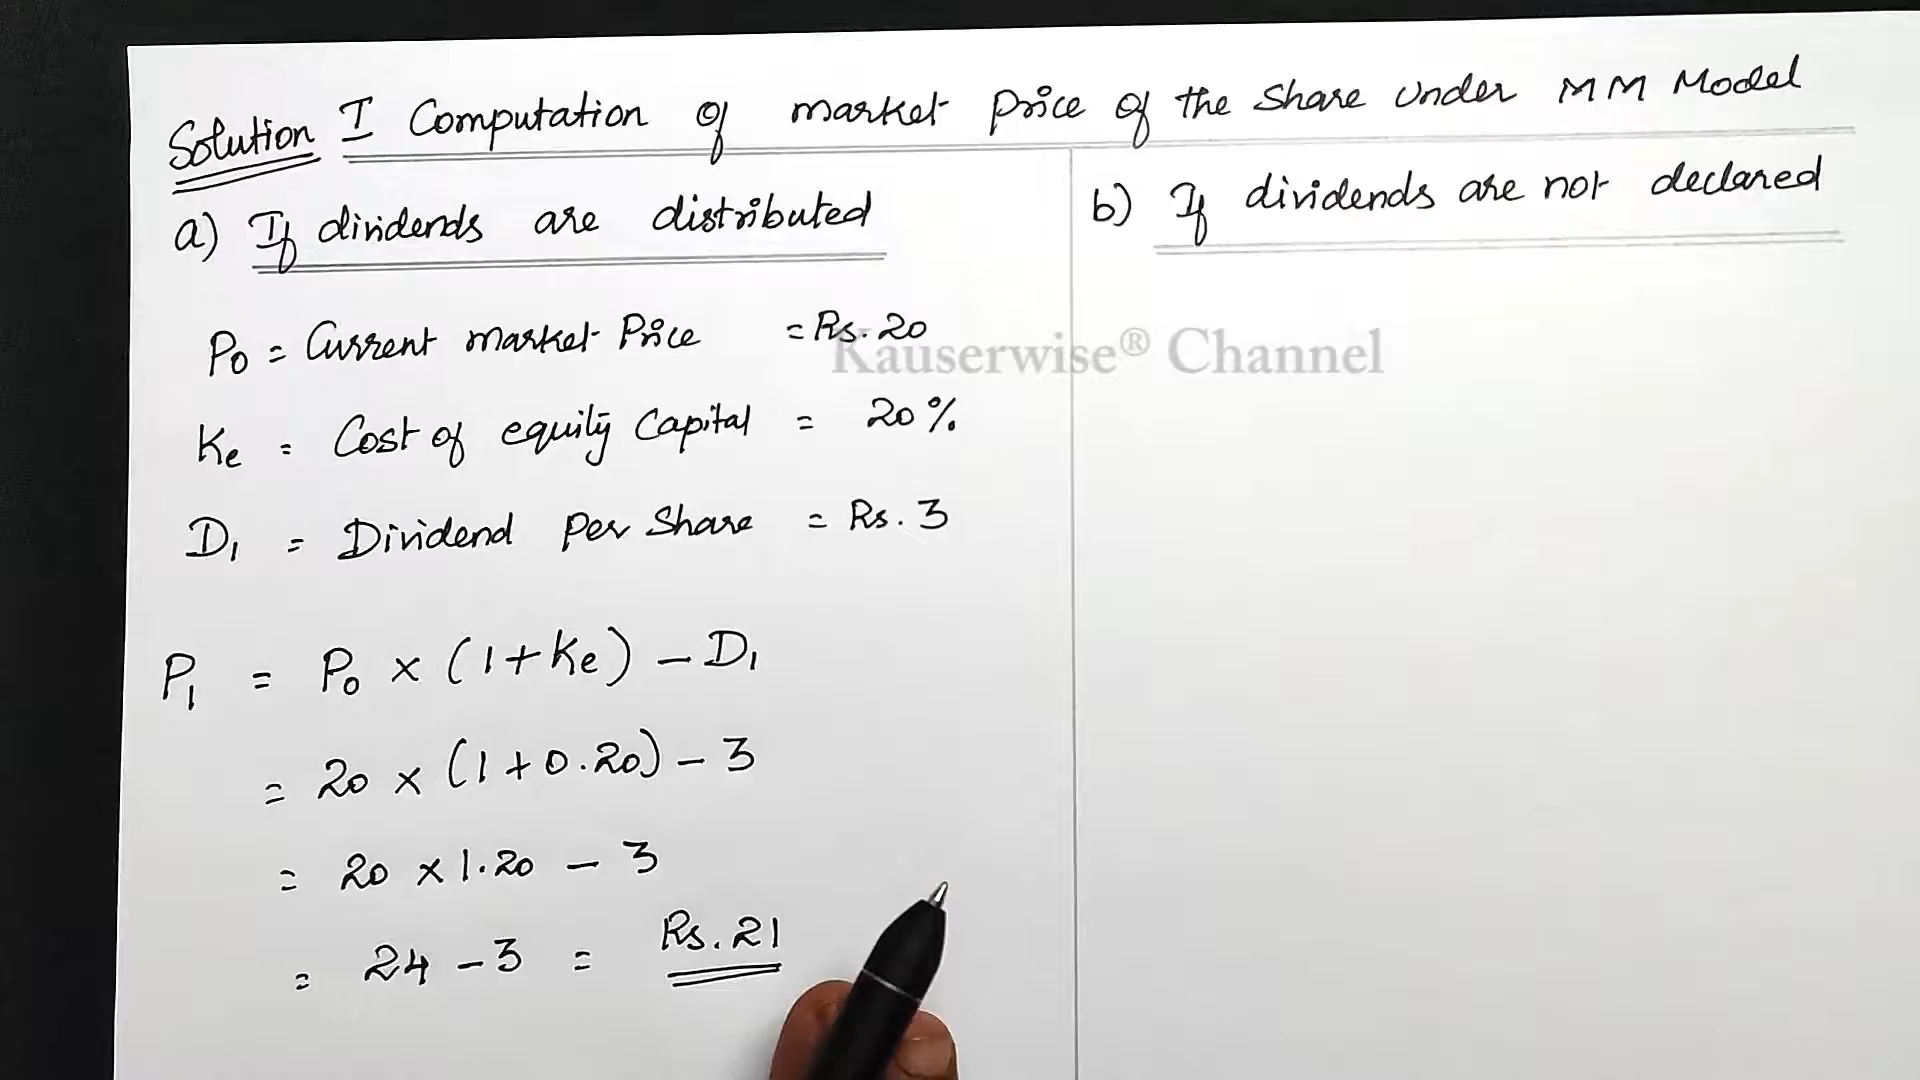 Solution I Computation of market Price of the Share under MM Model
a) If dividends are distributed
P0 = Current market Price = Rs. 20
Ke = Cost of equity Capital = 20%
D1 = Dividend Per Share = Rs. 3
P1 = P0 × (1+Ke) – D1
= 20 × (1+0.20) – 3
= 20 × 1.20 – 3
= 24 – 3 = Rs. 21
b) If dividends are not declared
Kauserwise® Channel